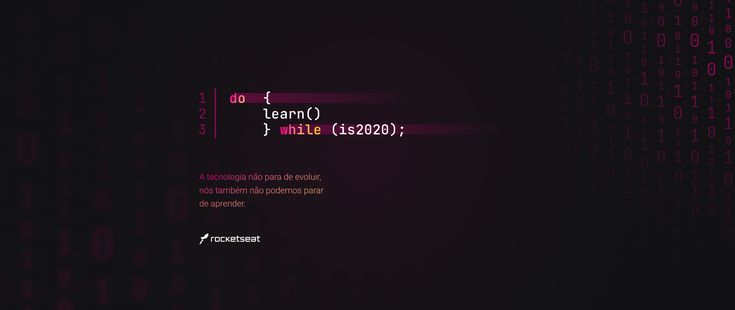 1 do {
2 learn()
3 } while (is2020);
A tecnologia não para de evoluir,
nós também não podemos parar
de aprender.
rocketseat